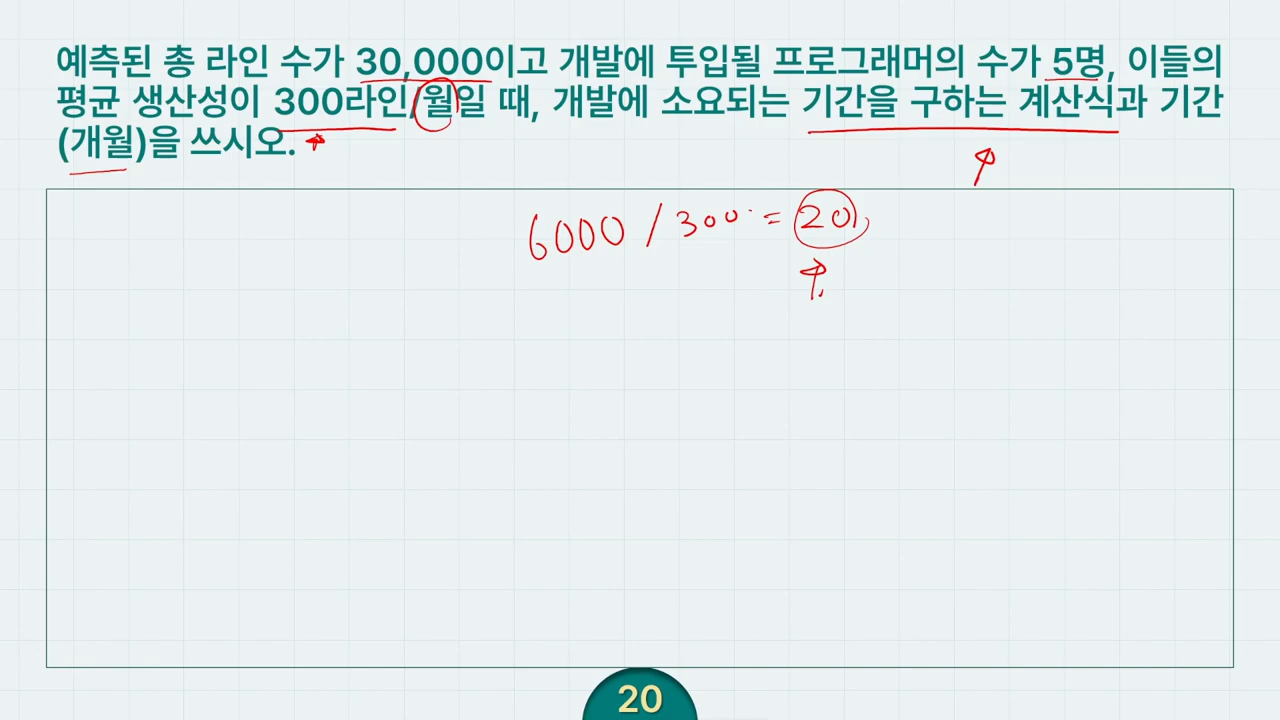 예측된 총 라인 수가 30,000이고 개발에 투입될 프로그래머의 수가 5명, 이들의
평균 생산성이 300라인/월일 때, 개발에 소요되는 기간을 구하는 계산식과 기간
(개월)을 쓰시오.
6000 / 300 = 20
20